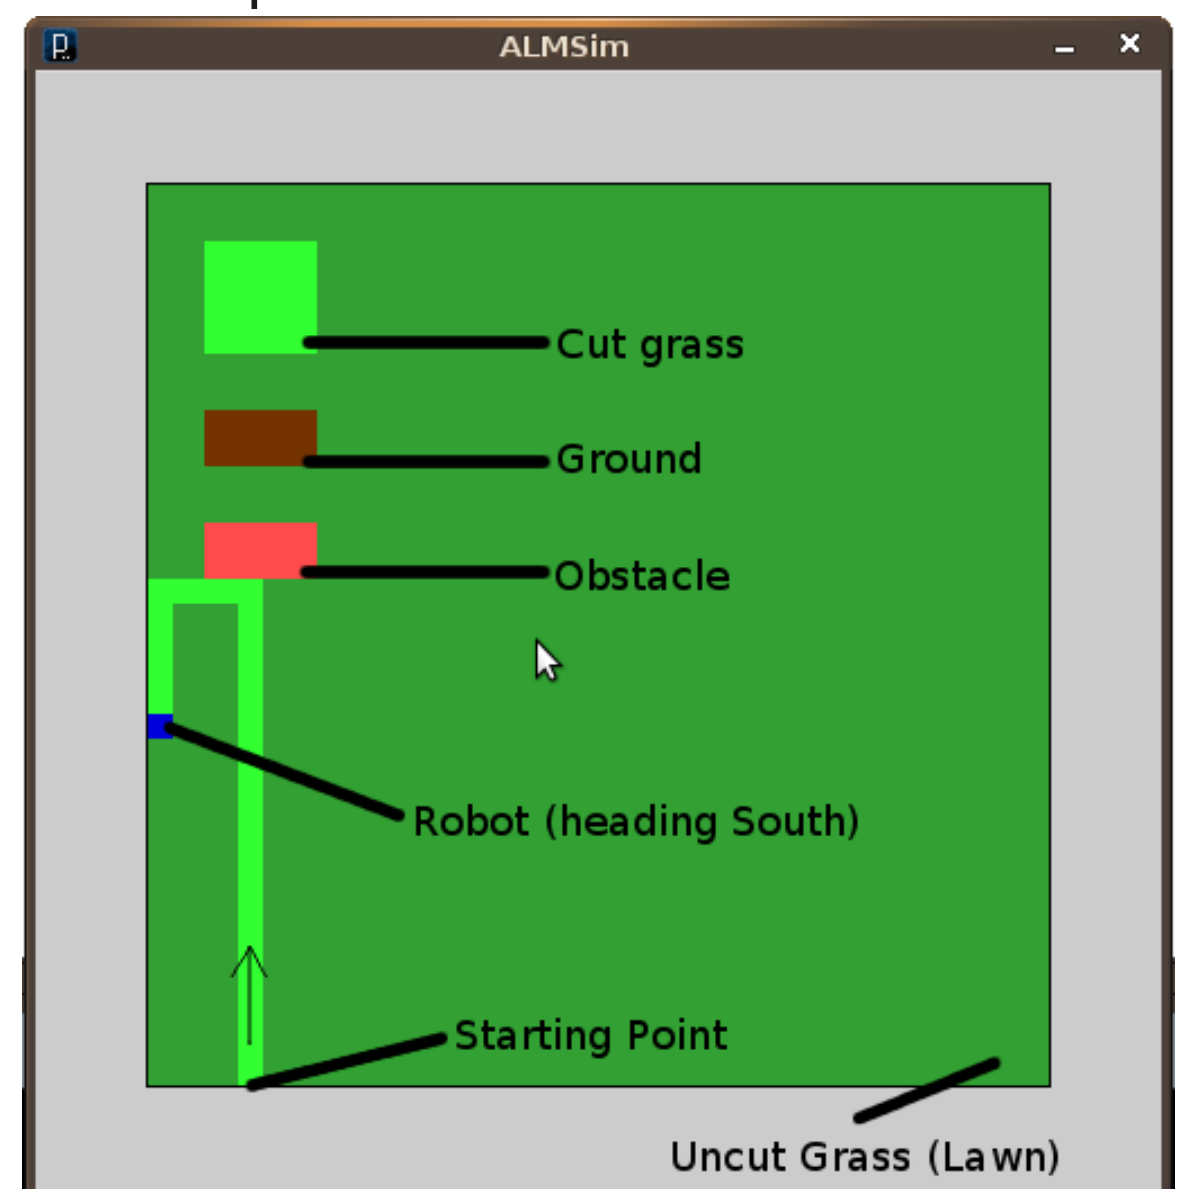 ALMSim
Cut grass
Ground
Obstacle
Robot (heading South)
Starting Point
Uncut Grass (Lawn)